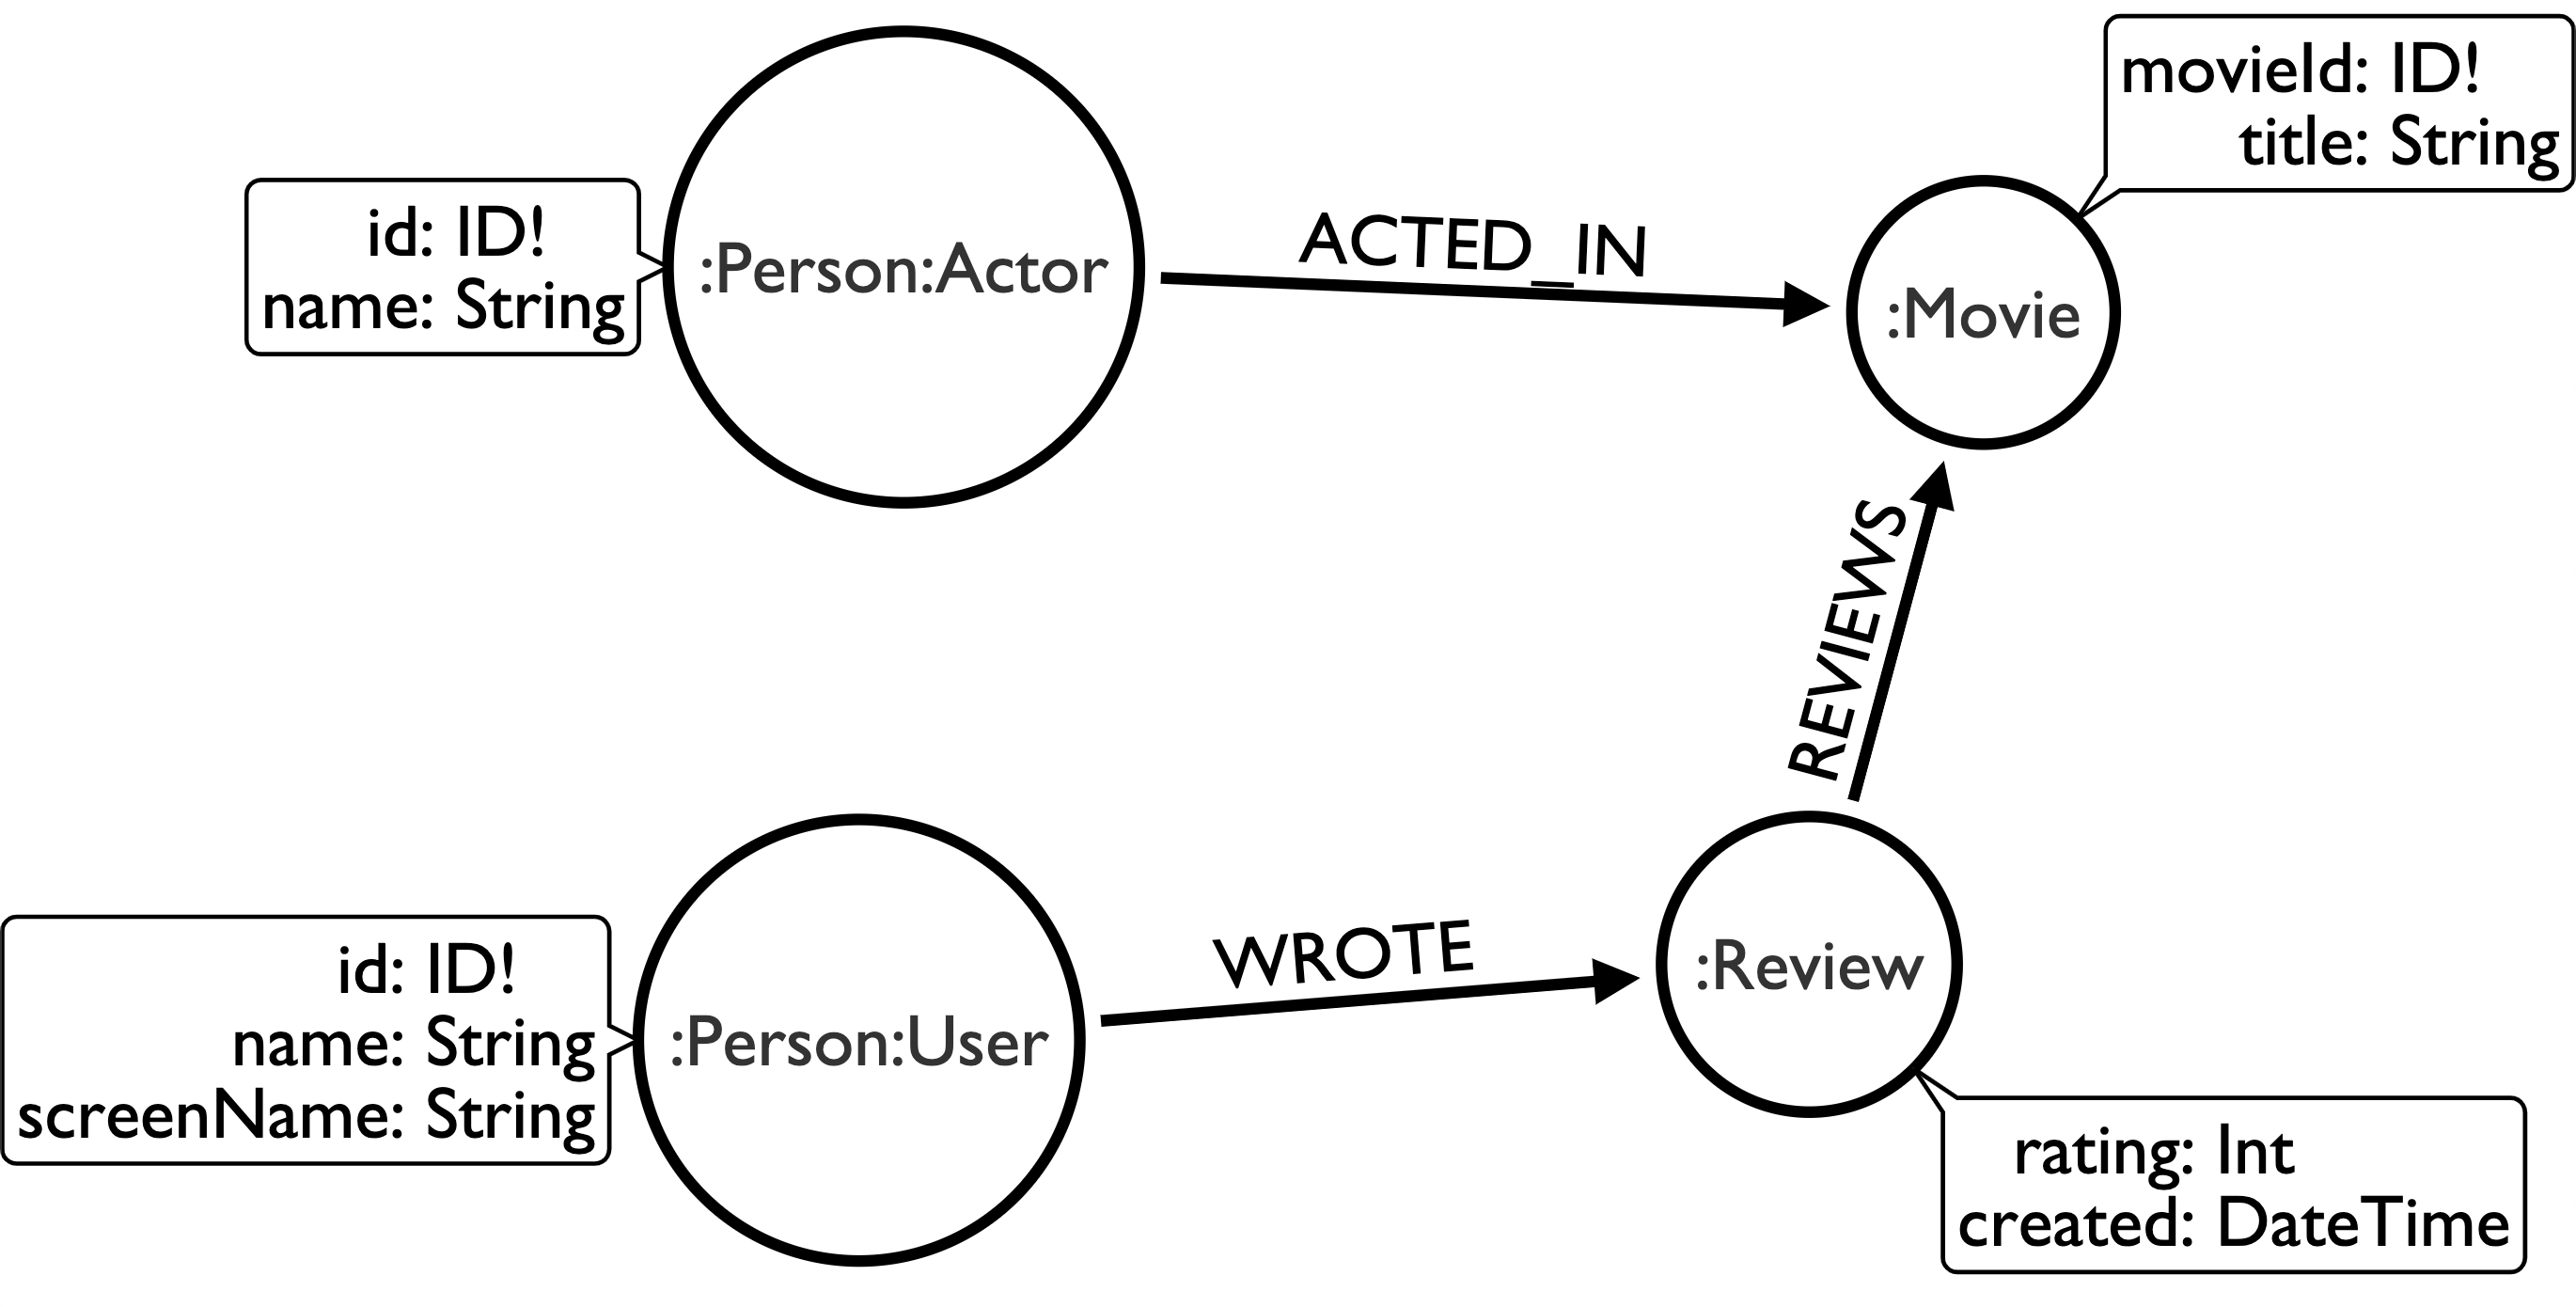 movieId: ID!
title: String
id: ID!
name: String
:Person:Actor
ACTED_IN
:Movie
REVIEWS
id: ID!
name: String
screenName: String
:Person:User
WROTE
:Review
rating: Int
created: DateTime